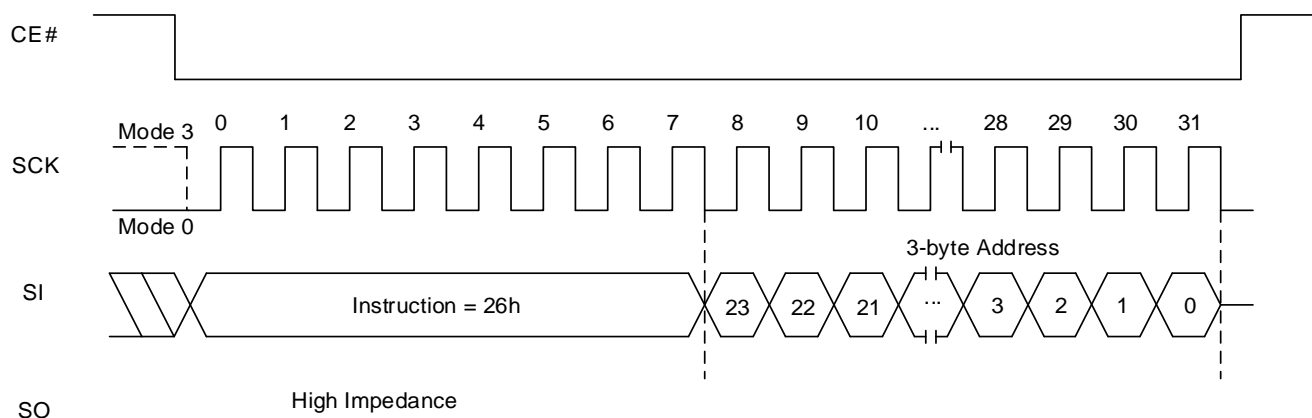 CE#
Mode 3
0 1 2 3 4 5 6 7 8 9 10 ... 28 29 30 31
SCK
Mode 0
3-byte Address
SI
Instruction = 26h
23 22 21 ... 3 2 1 0
High Impedance
SO